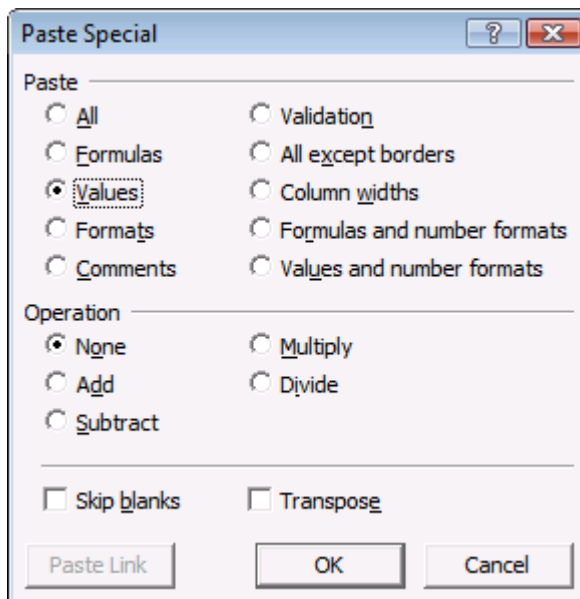 Paste Special
Paste
All Validation
Formulas All except borders
Values Column widths
Formats Formulas and number formats
Comments Values and number formats
Operation
None Multiply
Add Divide
Subtract
Skip blanks Transpose
Paste Link OK Cancel